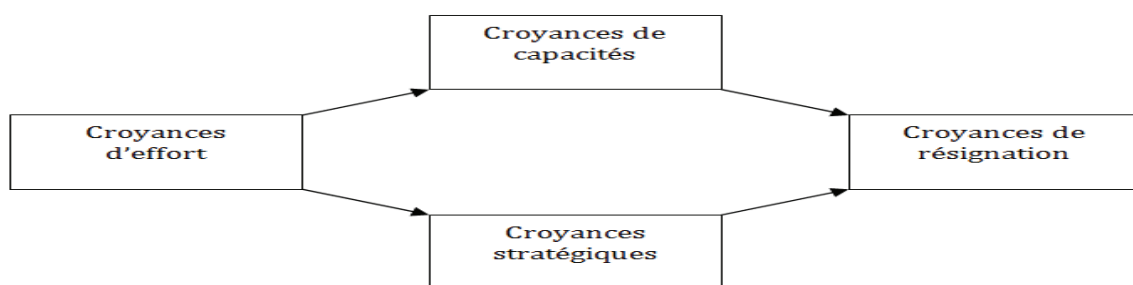 Croyances de
capacités
Croyances
d'effort
Croyances de
résignation
Croyances
stratégiques